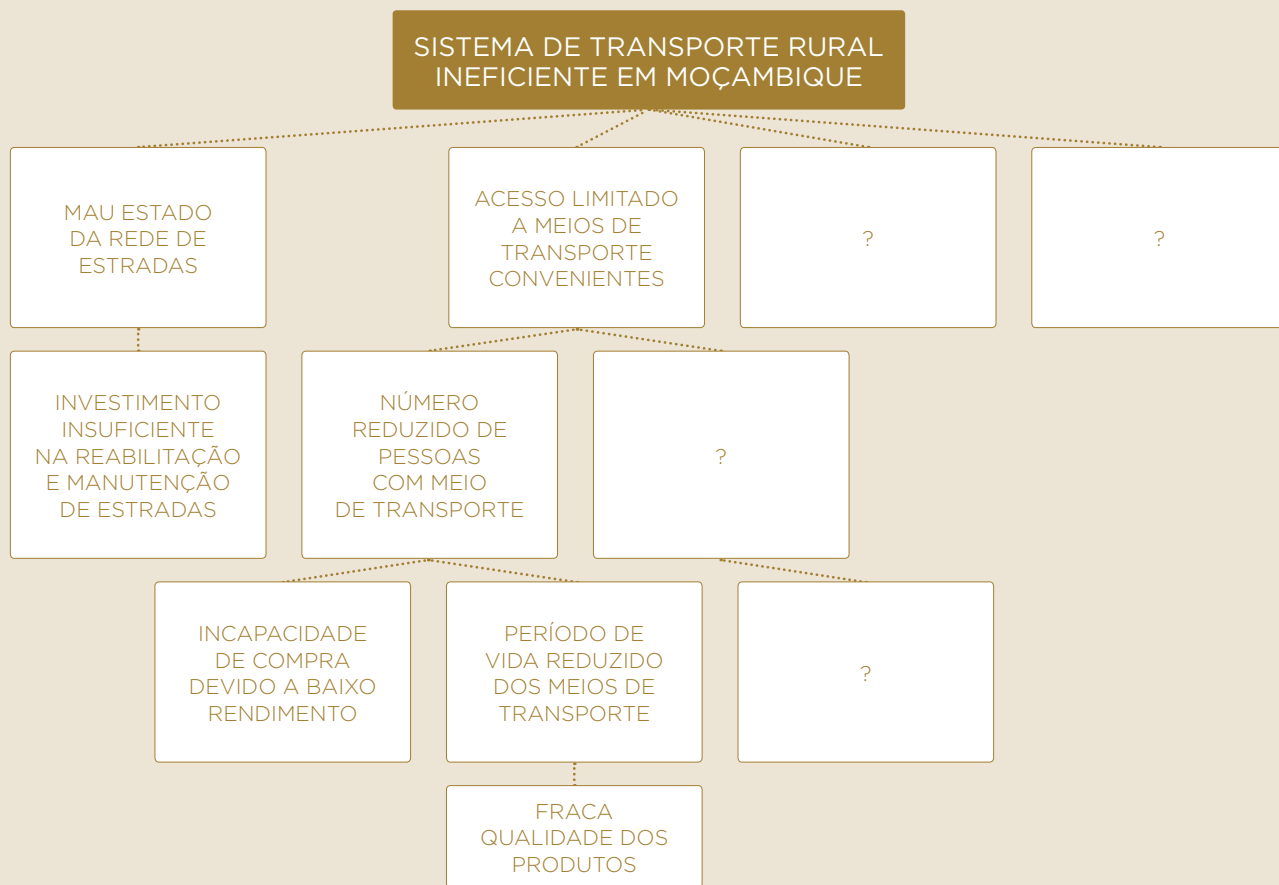 SISTEMA DE TRANSPORTE RURAL
INEFICIENTE EM MOÇAMBIQUE
MAU ESTADO
DA REDE DE
ESTRADAS
ACESSO LIMITADO
A MEIOS DE
TRANSPORTE
CONVENIENTES
?
?
INVESTIMENTO
INSUFICIENTE
NA REABILITAÇÃO
E MANUTENÇÃO
DE ESTRADAS
NÚMERO
REDUZIDO DE
PESSOAS
COM MEIO
DE TRANSPORTE
?
INCAPACIDADE
DE COMPRA
DEVIDO A BAIXO
RENDIMENTO
PERÍODO DE
VIDA REDUZIDO
DOS MEIOS DE
TRANSPORTE
?
FRACA
QUALIDADE DOS
PRODUTOS